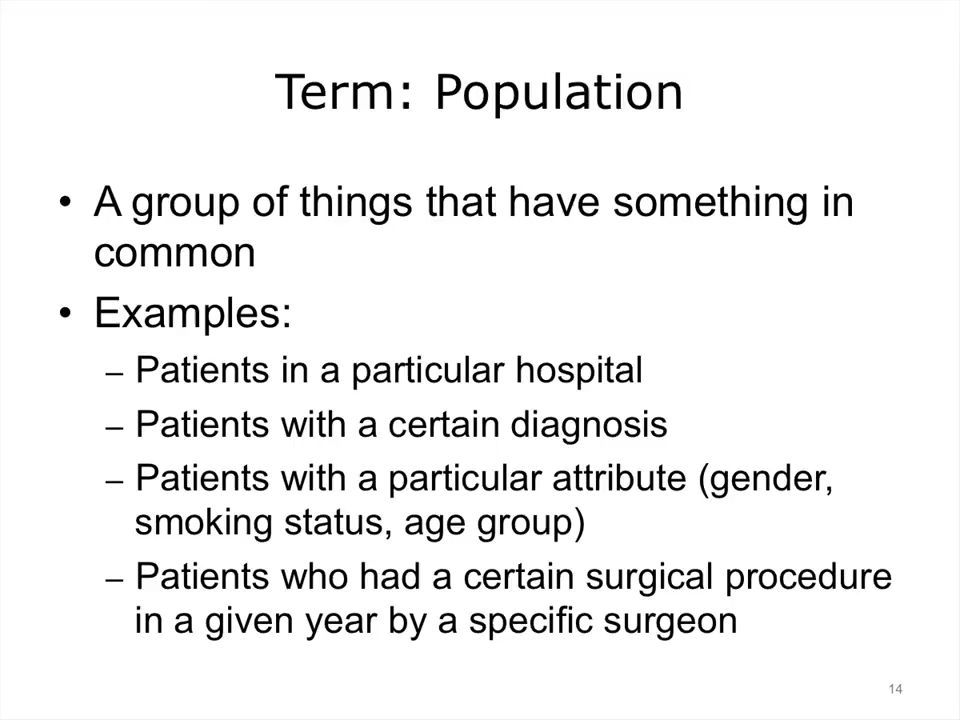 Term: Population
• A group of things that have something in
common
• Examples:
– Patients in a particular hospital
– Patients with a certain diagnosis
– Patients with a particular attribute (gender,
smoking status, age group)
– Patients who had a certain surgical procedure
in a given year by a specific surgeon
14